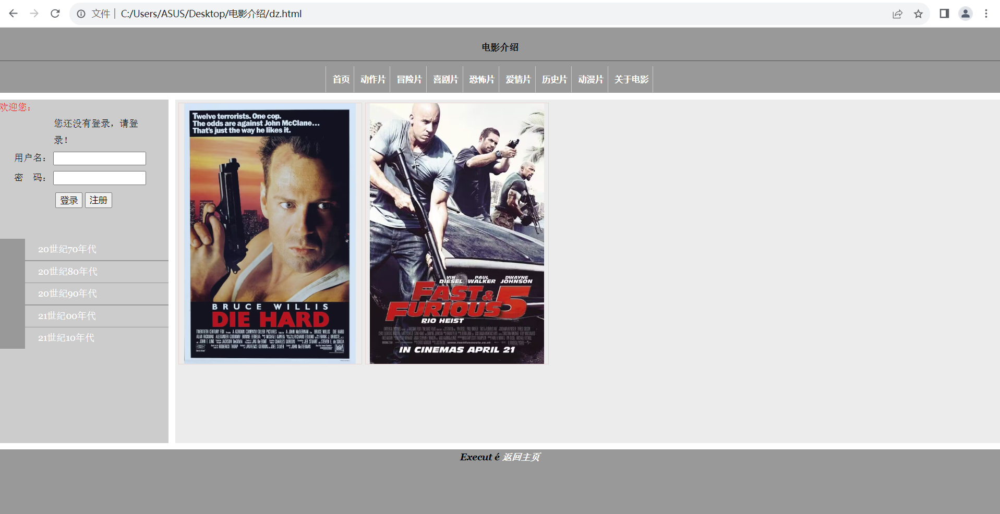 文件 C:/Users/ASUS/Desktop/电影介绍/dz.html
电影介绍
首页 动作片 冒险片 喜剧片 恐怖片 爱情片 历史片 动漫片 关于电影
欢迎您：
您还没有登录，请登
录！
用户名：
密 码：
登录 注册
20世纪70年代
20世纪80年代
20世纪90年代
21世纪00年代
21世纪10年代
Twelve terrorists. One cop.
The odds are against John McClane...
That's just the way he likes it.
BRUCE WILLIS
DIE HARD
VIN DIESEL PAUL WALKER DWAYNE JOHNSON
FAST & FURIOUS 5
RIO HEIST
IN CINEMAS APRIL 21
Execut é 返回主页